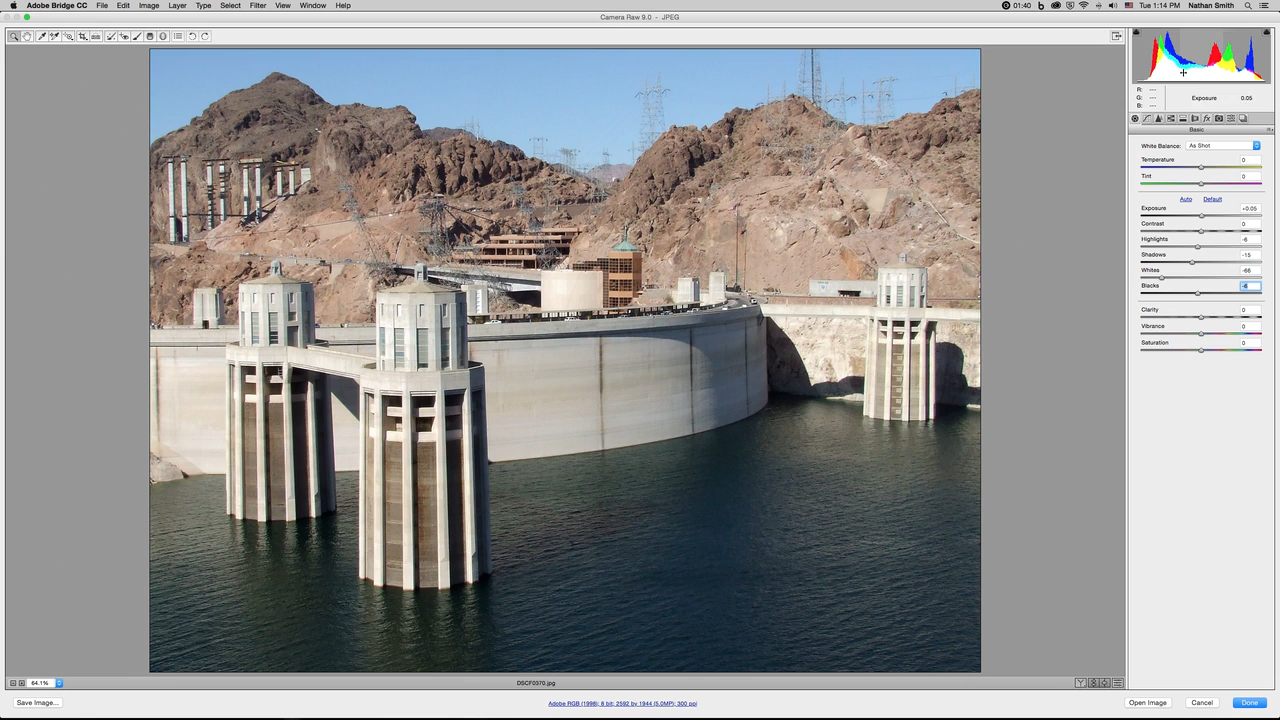 Adobe Bridge CC File Edit Image Layer Type Select Filter View Window Help 01:40 Tue 1:14 PM Nathan Smith
Camera Raw 9.0 - JPEG
R: ---
G: ---
B: ---
Exposure 0.05
Basic
White Balance: As Shot
Temperature 0
Tint 0
Auto Default
Exposure +0.05
Contrast 0
Highlights -6
Shadows -15
Whites -66
Blacks -6
Clarity 0
Vibrance 0
Saturation 0
64.1% DSCF0370.jpg
Save Image... Adobe RGB (1998); 8 bit; 2592 by 1944 (5.0MP); 300 ppi Open Image Cancel Done